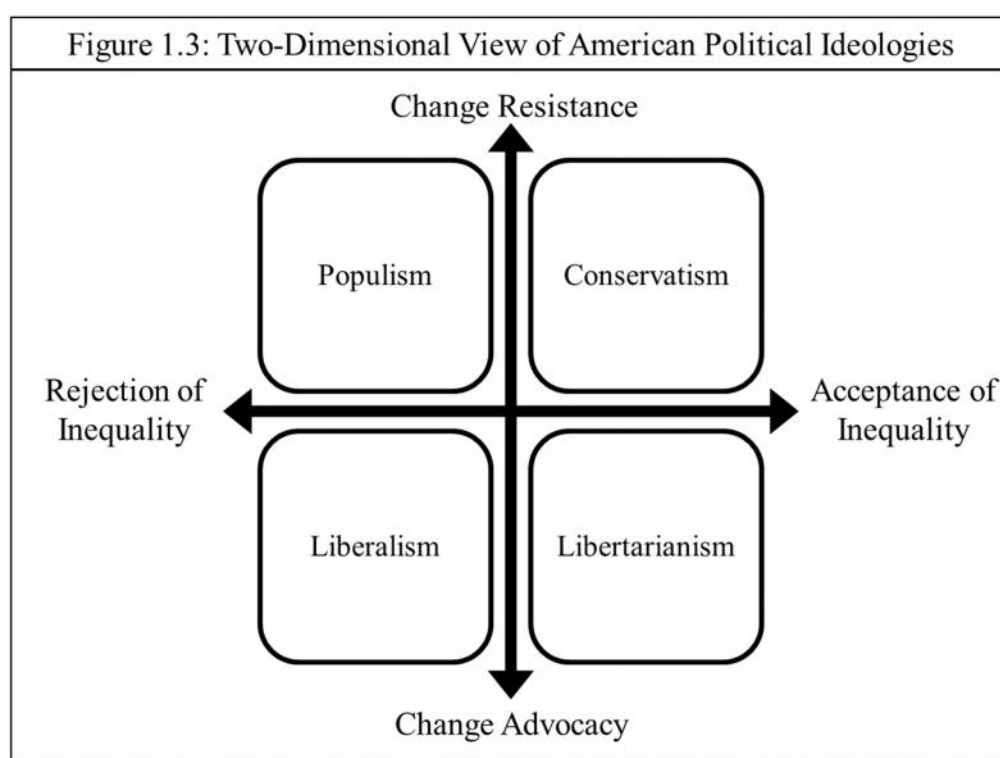 Figure 1.3: Two-Dimensional View of American Political Ideologies
Change Resistance
Populism
Conservatism
Rejection of
Inequality
Acceptance of
Inequality
Liberalism
Libertarianism
Change Advocacy